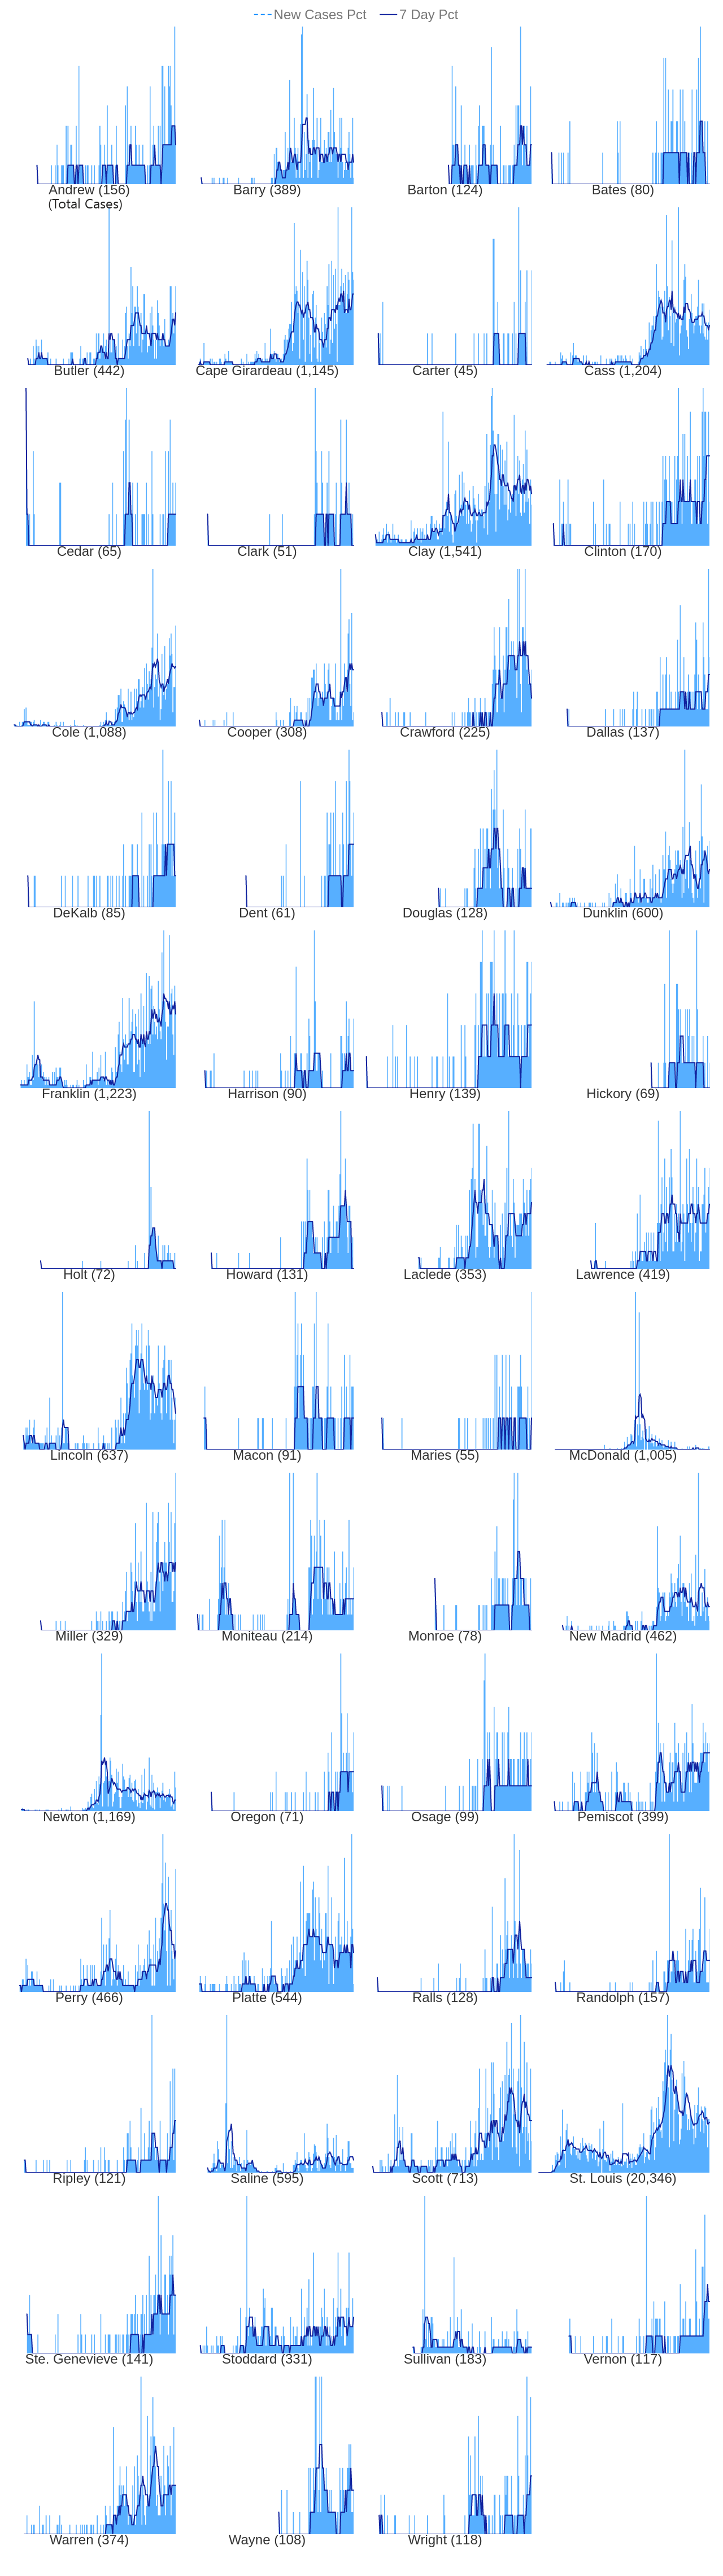 New Cases Pct 7 Day Pct
Andrew (156) Barry (389) Barton (124) Bates (80)
(Total Cases)
Butler (442) Cape Girardeau (1,145) Carter (45) Cass (1,204)
Cedar (65) Clark (51) Clay (1,541) Clinton (170)
Cole (1,088) Cooper (308) Crawford (225) Dallas (137)
DeKalb (85) Dent (61) Douglas (128) Dunklin (600)
Franklin (1,223) Harrison (90) Henry (139) Hickory (69)
Holt (72) Howard (131) Laclede (353) Lawrence (419)
Lincoln (637) Macon (91) Maries (55) McDonald (1,005)
Miller (329) Moniteau (214) Monroe (78) New Madrid (462)
Newton (1,169) Oregon (71) Osage (99) Pemiscot (399)
Perry (466) Platte (544) Ralls (128) Randolph (157)
Ripley (121) Saline (595) Scott (713) St. Louis (20,346)
Ste. Genevieve (141) Stoddard (331) Sullivan (183) Vernon (117)
Warren (374) Wayne (108) Wright (118)